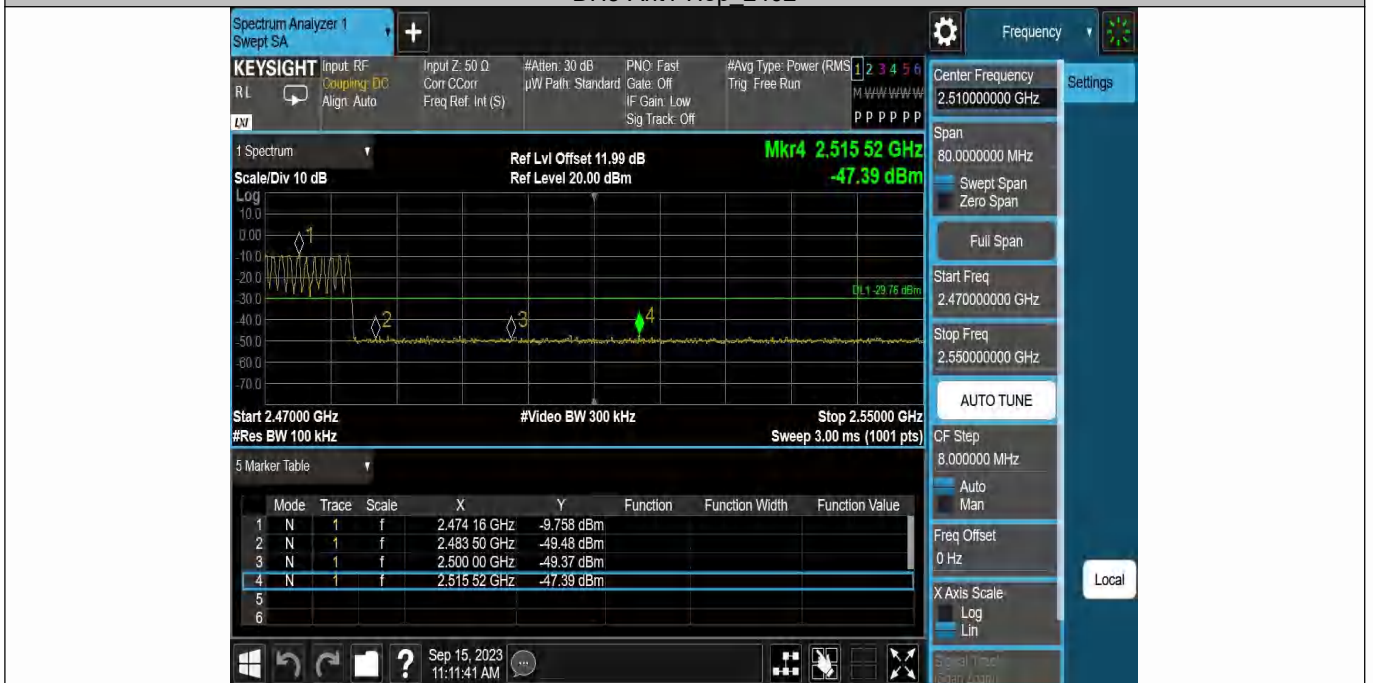 Spectrum Analyzer 1
Swept SA
+
Frequency
KEYSIGHT
RL
LXI
Input: RF
Coupling: DC
Align: Auto
Input Z: 50 Ω
Corr CCorr
Freq Ref: Int (S)
#Atten: 30 dB
µW Path: Standard
PNO: Fast
Gate: Off
IF Gain: Low
Sig Track: Off
#Avg Type: Power (RMS
Trig: Free Run
1 2 3 4 5 6
M W W W W W
P P P P P P
1 Spectrum
Scale/Div 10 dB
Ref Lvl Offset 11.99 dB
Ref Level 20.00 dBm
Mkr4 2.515 52 GHz
-47.39 dBm
Log
10.0
0.00
-10.0
-20.0
-30.0
-40.0
-50.0
-60.0
-70.0
1
2
3
4
DL1 -29.76 dBm
Start 2.47000 GHz
#Video BW 300 kHz
Stop 2.55000 GHz
#Res BW 100 kHz
Sweep 3.00 ms (1001 pts)
5 Marker Table
Mode Trace Scale X Y Function Function Width Function Value
1 N 1 f 2.474 16 GHz -9.758 dBm
2 N 1 f 2.483 50 GHz -49.48 dBm
3 N 1 f 2.500 00 GHz -49.37 dBm
4 N 1 f 2.515 52 GHz -47.39 dBm
5
6
?
Sep 15, 2023
11:11:41 AM
Center Frequency
2.510000000 GHz
Settings
Span
80.0000000 MHz
Swept Span
Zero Span
Full Span
Start Freq
2.470000000 GHz
Stop Freq
2.550000000 GHz
AUTO TUNE
CF Step
8.000000 MHz
Auto
Man
Freq Offset
0 Hz
X Axis Scale
Log
Lin
Local